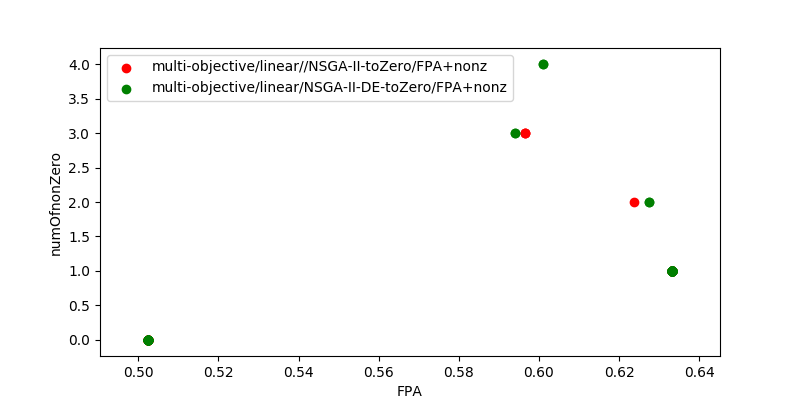 multi-objective/linear//NSGA-II-toZero/FPA+nonz
multi-objective/linear/NSGA-II-DE-toZero/FPA+nonz
numOfnonZero
4.0
3.5
3.0
2.5
2.0
1.5
1.0
0.5
0.0
0.50 0.52 0.54 0.56 0.58 0.60 0.62 0.64
FPA